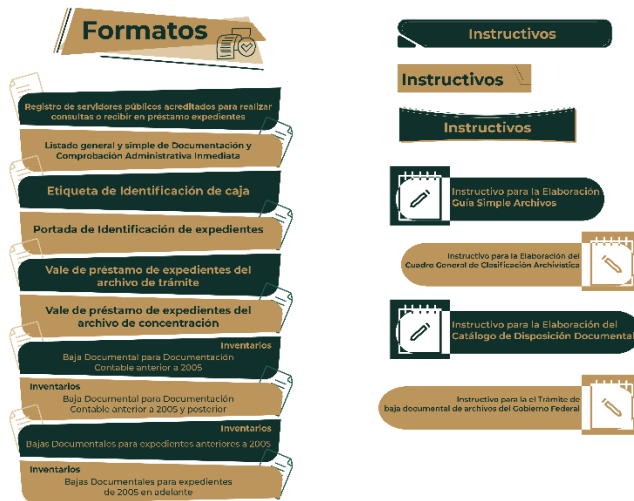 Formatos
Registro de servidores públicos acreditados para realizar
consultas o recibir en préstamo expedientes
Listado general y simple de Documentación y
Comprobación Administrativa Inmediata
Etiqueta de Identificación de caja
Portada de Identificación de expedientes
Vale de préstamo de expedientes del
archivo de trámite
Vale de préstamo de expedientes del
archivo de concentración
Inventarios
Baja Documental para Documentación
Contable anterior a 2005
Inventarios
Baja Documental para Documentación
Contable anterior a 2005 y posterior
Inventarios
Bajas Documentales para expedientes anteriores a 2005
Inventarios
Bajas Documentales para expedientes
de 2005 en adelante
Instructivos
Instructivos
Instructivos
Instructivo para la Elaboración
Guía Simple Archivos
Instructivo para la Elaboración del
Cuadro General de Clasificación Archivística
Instructivo para la Elaboración del
Catálogo de Disposición Documental
Instructivo para la el Trámite de
baja documental de archivos del Gobierno Federal